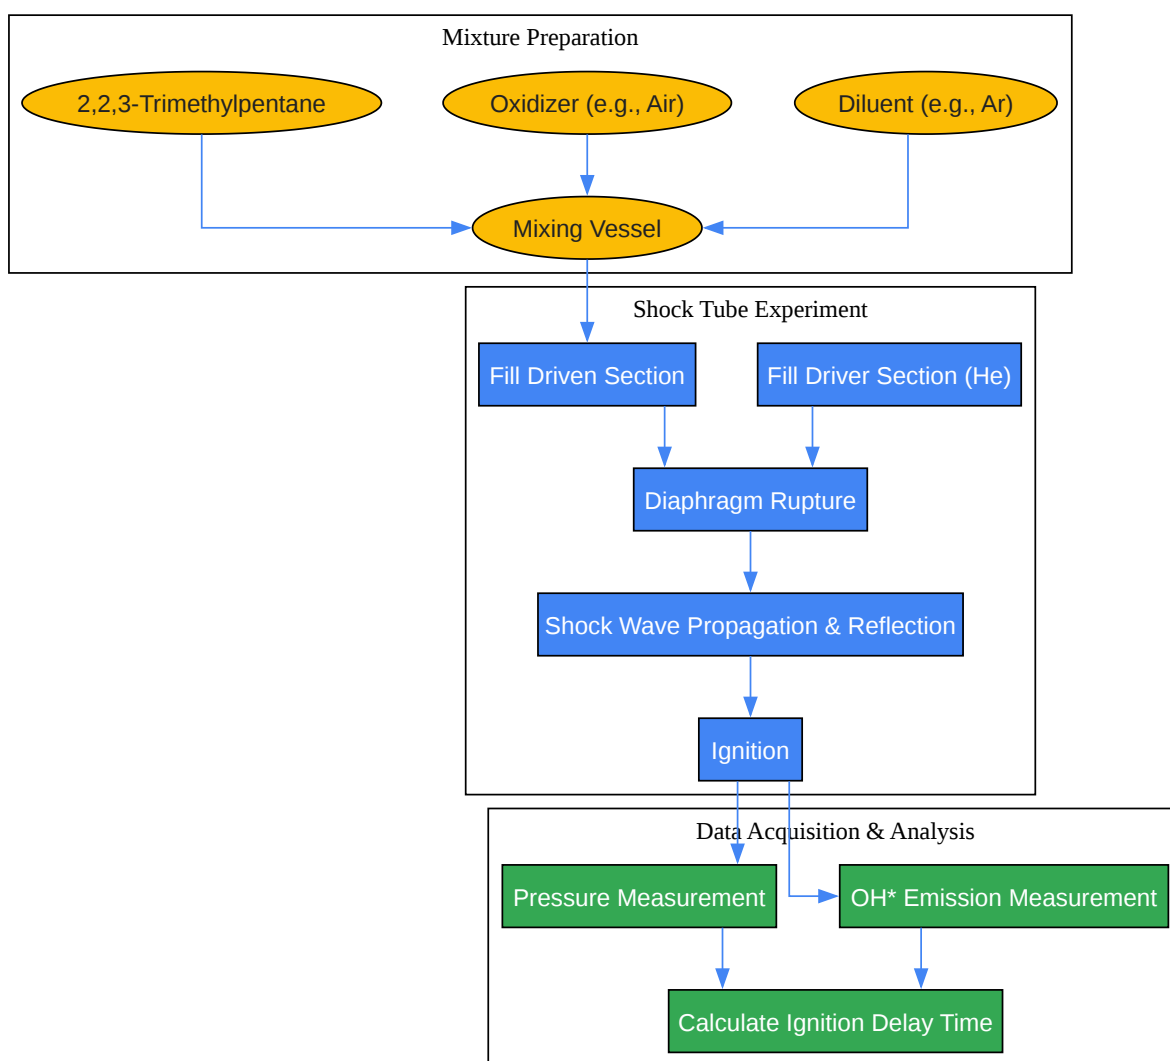 Mixture Preparation
2,2,3-Trimethylpentane
Oxidizer (e.g., Air)
Diluent (e.g., Ar)
Mixing Vessel
Shock Tube Experiment
Fill Driven Section
Fill Driver Section (He)
Diaphragm Rupture
Shock Wave Propagation & Reflection
Ignition
Data Acquisition & Analysis
Pressure Measurement
OH* Emission Measurement
Calculate Ignition Delay Time